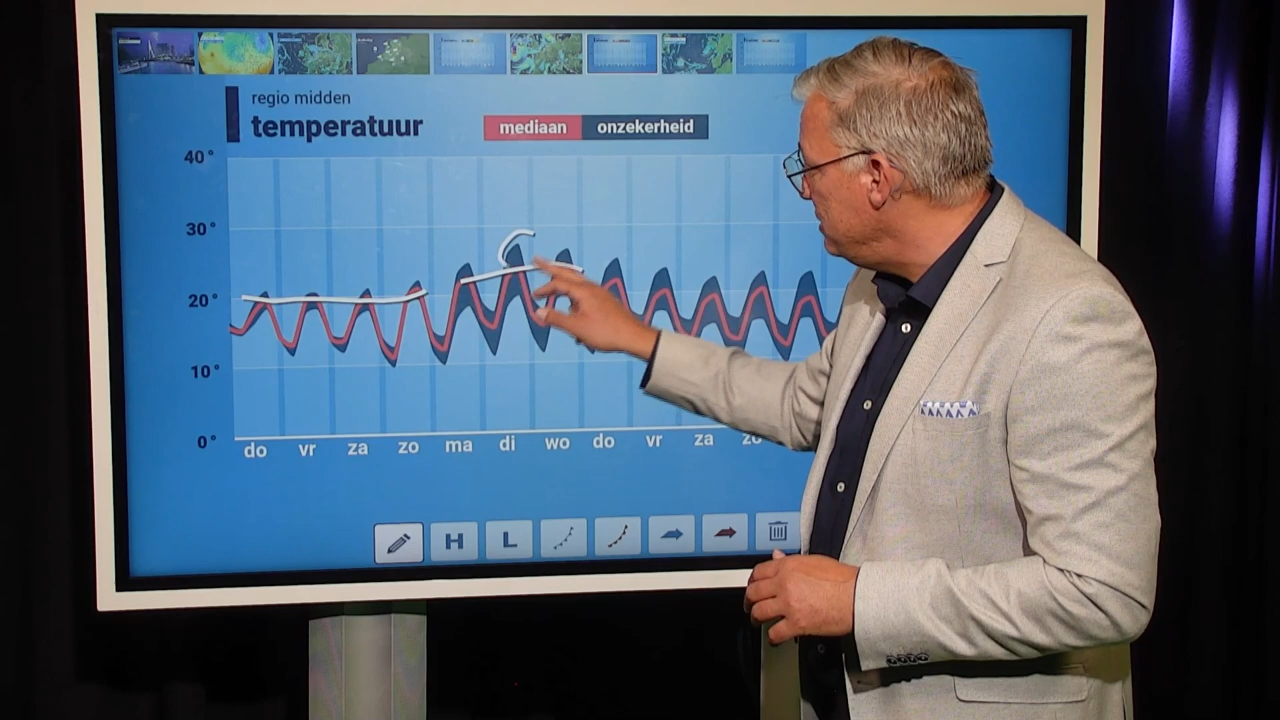 regio midden
temperatuur
mediaan onzekerheid
40°
30°
20°
10°
0°
do vr za zo ma di wo do vr za zo
H L